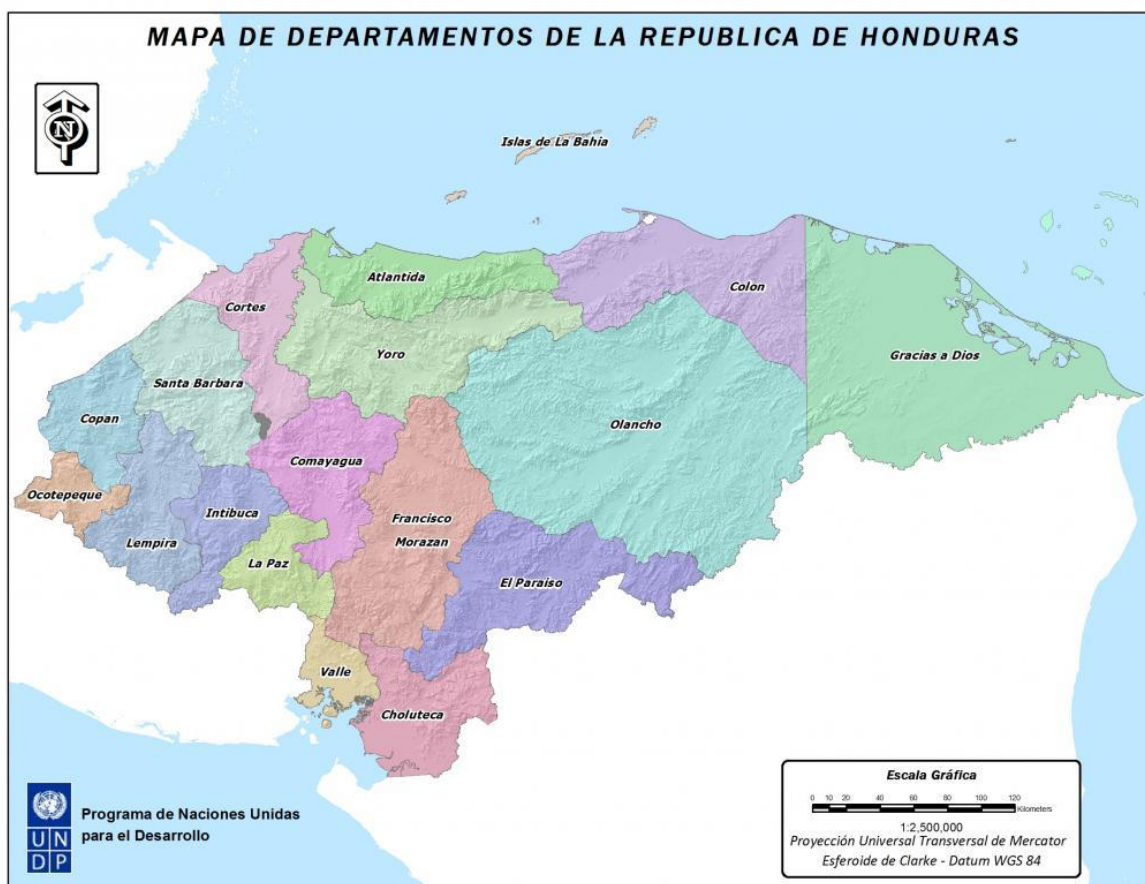 MAPA DE DEPARTAMENTOS DE LA REPUBLICA DE HONDURAS
N
Islas de La Bahia
Atlantida
Cortes
Colon
Yoro
Gracias a Dios
Santa Barbara
Copan
Olancho
Comayagua
Ocotepeque
Intibuca
Francisco
Morazan
Lempira
La Paz
El Paraiso
Valle
Choluteca
Escala Gráfica
0 10 20 40 60 80 100 120
Kilometers
1:2,500,000
Proyección Universal Transversal de Mercator
Esferoide de Clarke - Datum WGS 84
Programa de Naciones Unidas
para el Desarrollo
U N
D P